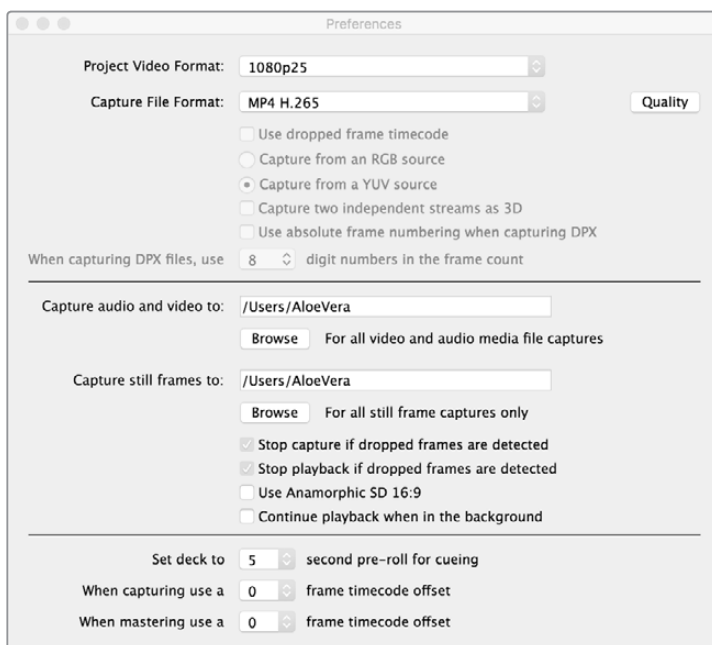 Preferences
Project Video Format: 1080p25
Capture File Format: MP4 H.265 Quality
Use dropped frame timecode
Capture from an RGB source
Capture from a YUV source
Capture two independent streams as 3D
Use absolute frame numbering when capturing DPX
When capturing DPX files, use 8 digit numbers in the frame count
Capture audio and video to: /Users/AloeVera
Browse For all video and audio media file captures
Capture still frames to: /Users/AloeVera
Browse For all still frame captures only
Stop capture if dropped frames are detected
Stop playback if dropped frames are detected
Use Anamorphic SD 16:9
Continue playback when in the background
Set deck to 5 second pre-roll for cueing
When capturing use a 0 frame timecode offset
When mastering use a 0 frame timecode offset